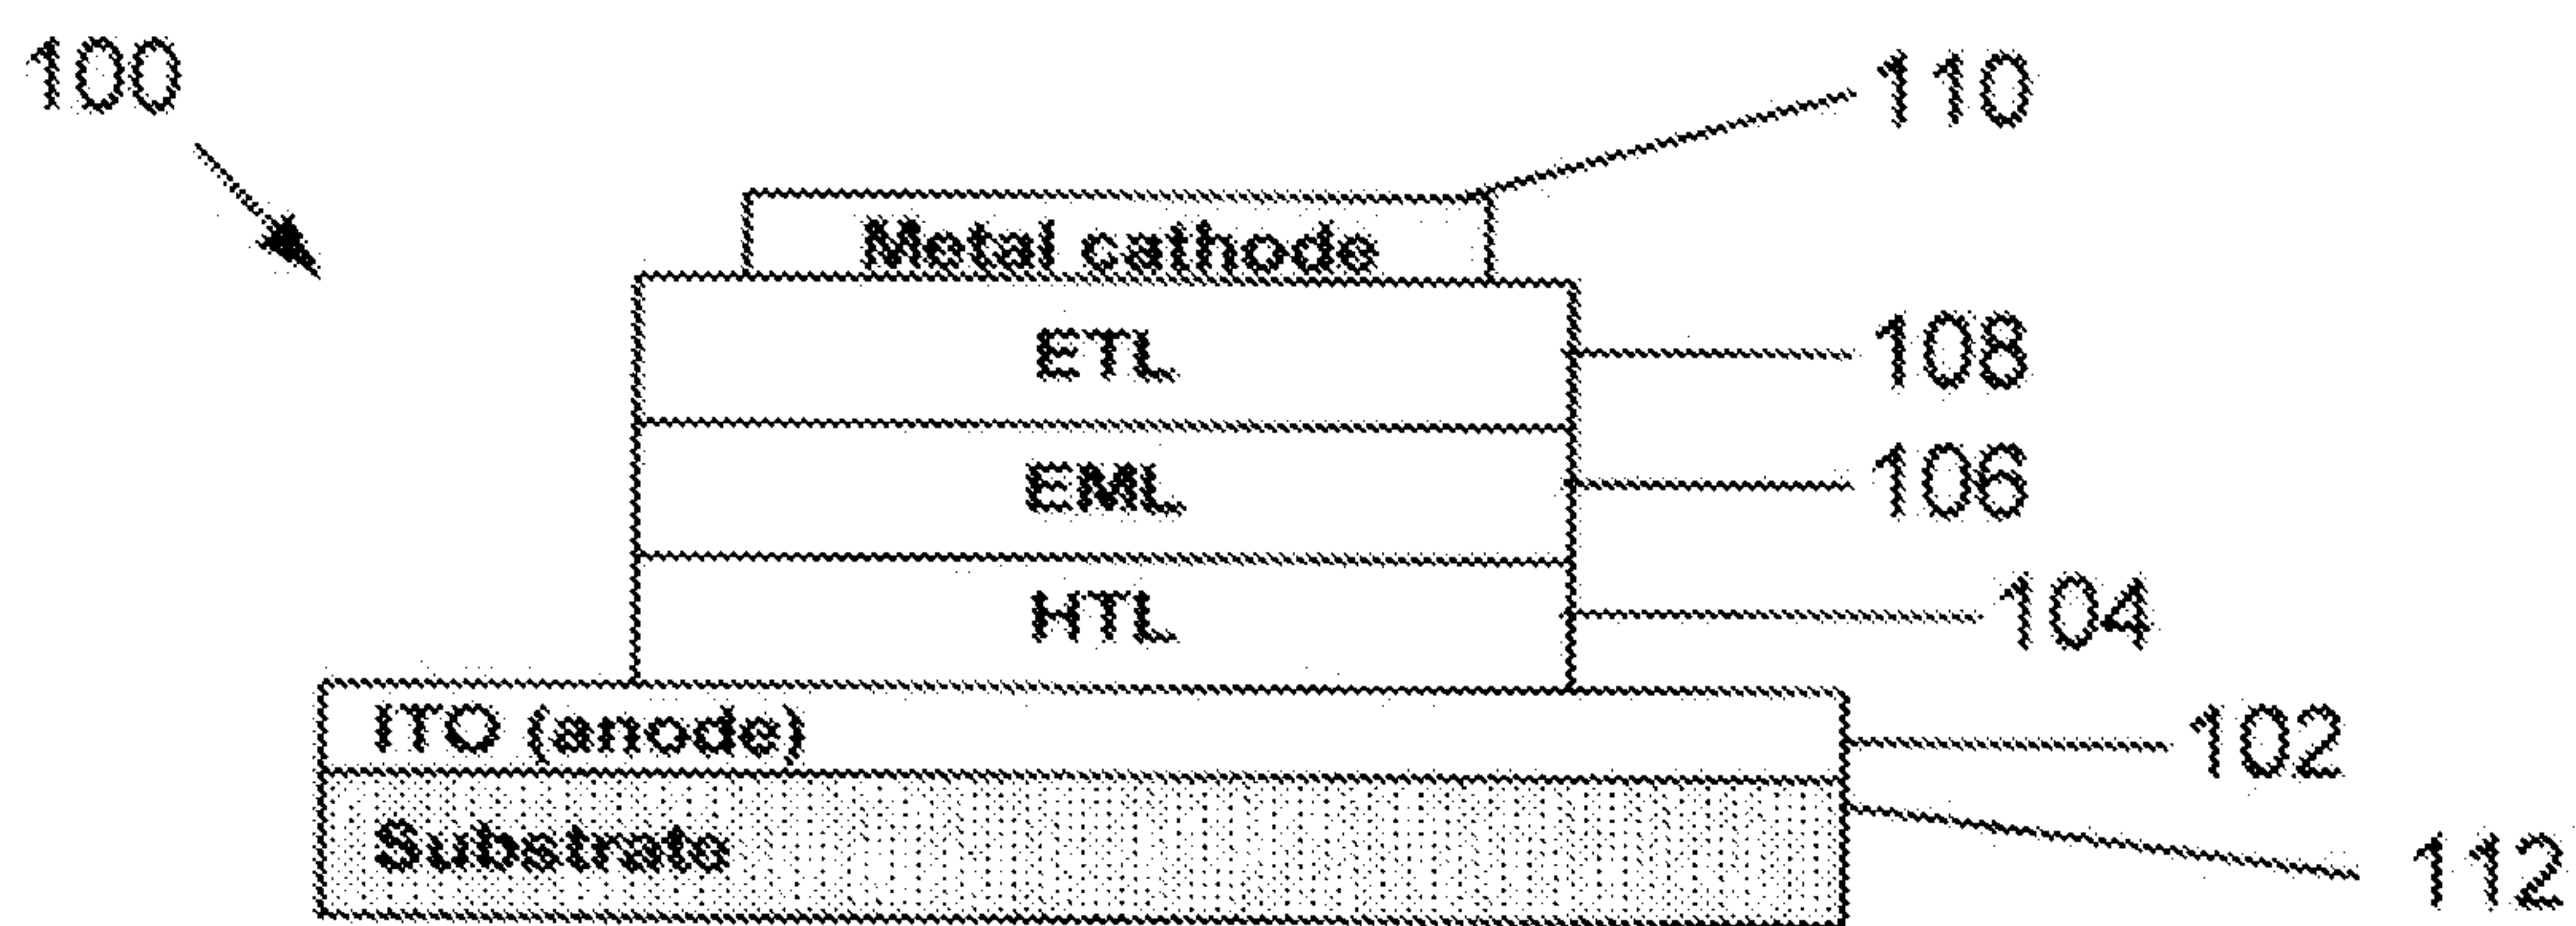 100
110
Metal cathode
ETL
108
EML
106
HTL
104
ITO (anode)
102
Substrate
112